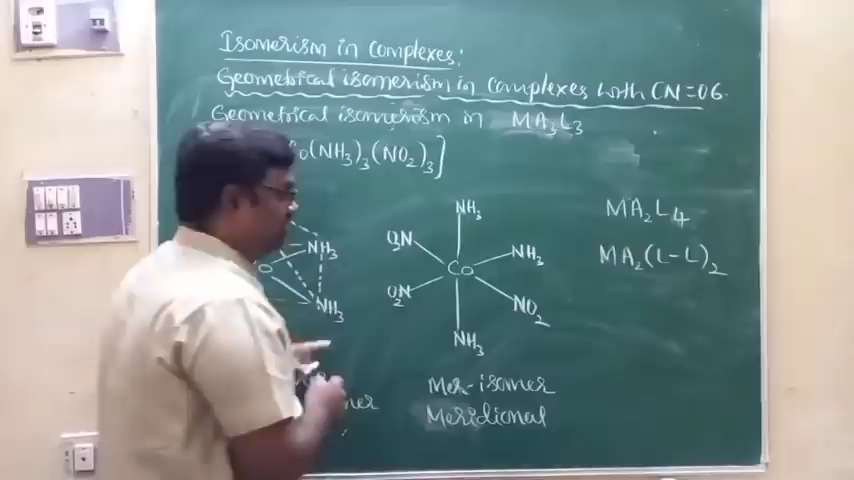 Isomerism in complexes:
Geometrical isomerism in complexes with CN=06.
Geometrical isomerism in MA₃L₃
(NH₃)₃(NO₂)₃]
NH₃
NH₃
NH₃
O₂N
NH₃
Co
O₂N
NO₂
NH₃
Mer-isomer
Meridional
MA₂L₄
MA₂(L-L)₂